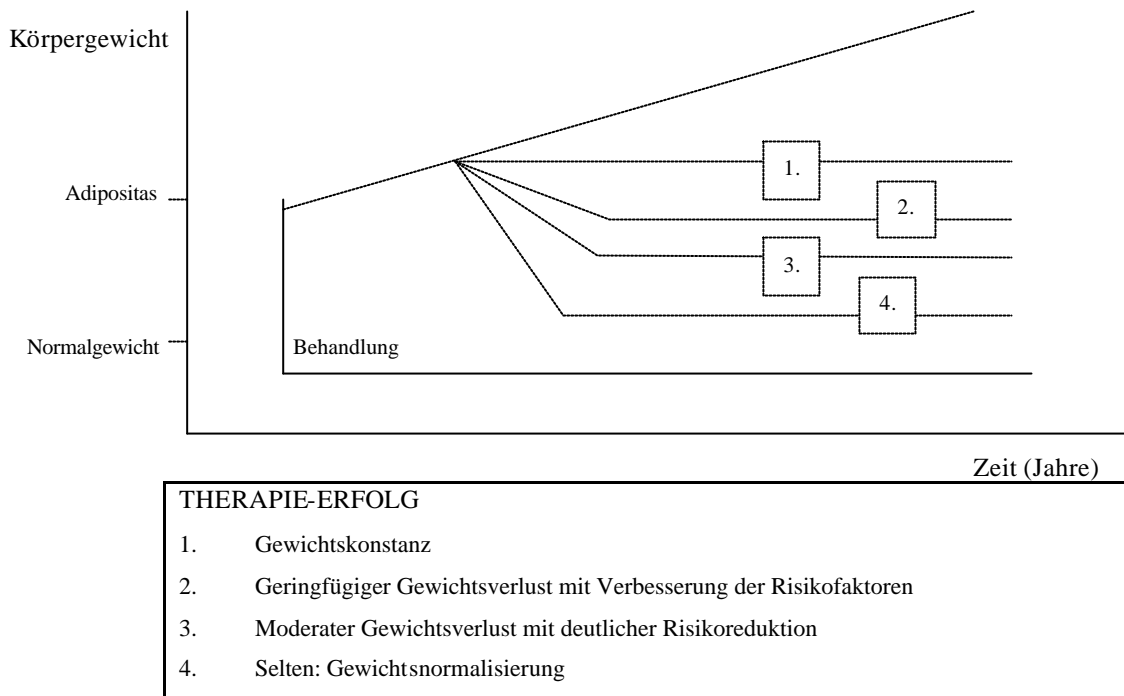 Körpergewicht
1.
Adipositas
2.
3.
4.
Normalgewicht
Behandlung
Zeit (Jahre)
THERAPIE-ERFOLG
1. Gewichtskonstanz
2. Geringfügiger Gewichtsverlust mit Verbesserung der Risikofaktoren
3. Moderater Gewichtsverlust mit deutlicher Risikoreduktion
4. Selten: Gewichtsnormalisierung